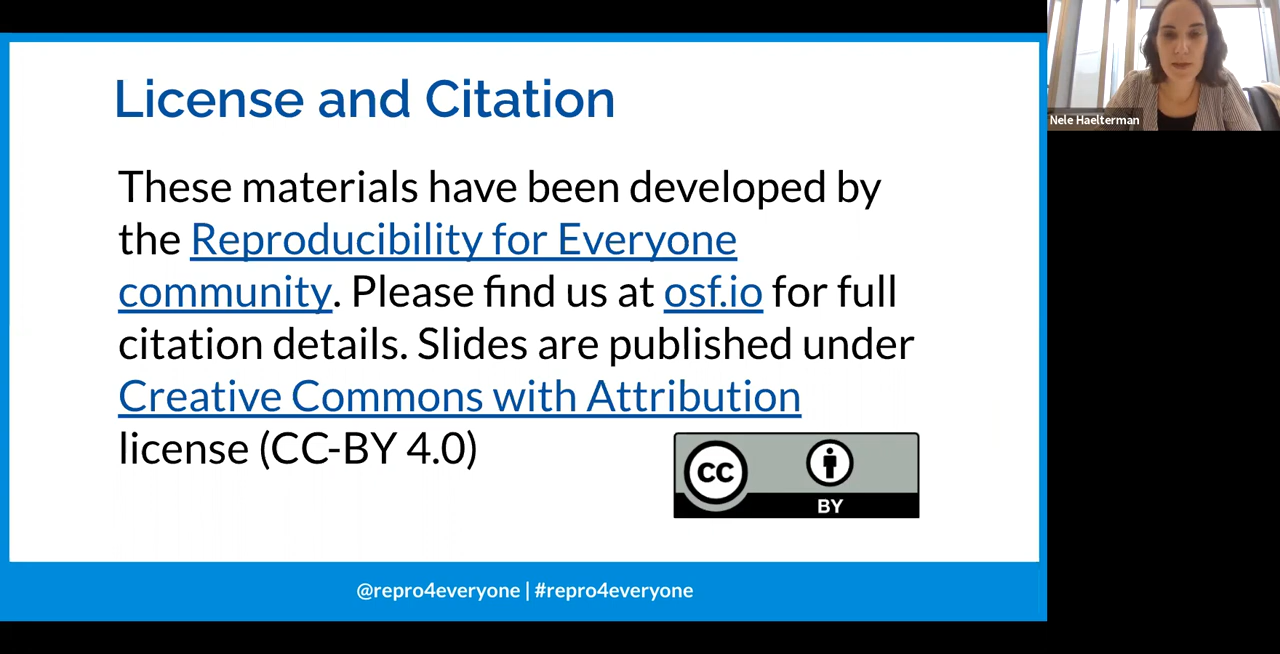 License and Citation
These materials have been developed by
the Reproducibility for Everyone
community. Please find us at osf.io for full
citation details. Slides are published under
Creative Commons with Attribution
license (CC-BY 4.0)
cc
BY
@repro4everyone | #repro4everyone
Nele Haelterman